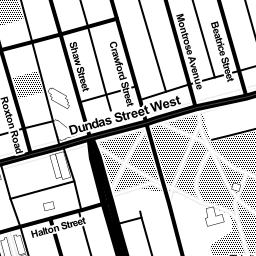 Shaw Street
Crawford Street
Montrose Avenue
Beatrice Street
Roxton Road
Dundas Street West
Halton Street